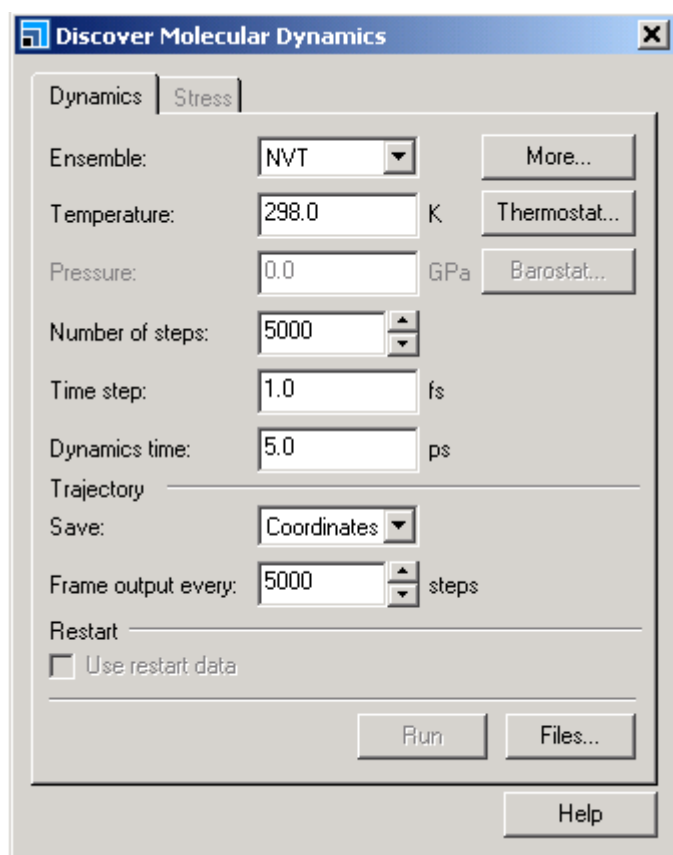 Discover Molecular Dynamics
Dynamics Stress
Ensemble: NVT More...
Temperature: 298.0 K Thermostat...
Pressure: 0.0 GPa Barostat...
Number of steps: 5000
Time step: 1.0 fs
Dynamics time: 5.0 ps
Trajectory
Save: Coordinates
Frame output every: 5000 steps
Restart
Use restart data
Run Files...
Help